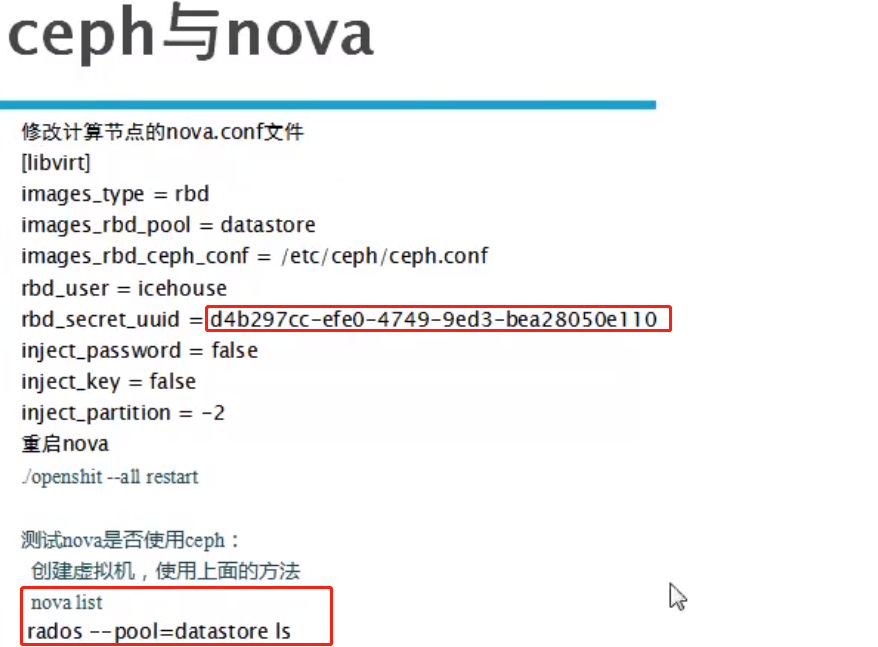 ceph与nova
修改计算节点的nova.conf文件
[libvirt]
images_type = rbd
images_rbd_pool = datastore
images_rbd_ceph_conf = /etc/ceph/ceph.conf
rbd_user = icehouse
rbd_secret_uuid = d4b297cc-efe0-4749-9ed3-bea28050e110
inject_password = false
inject_key = false
inject_partition = -2
重启nova
./openshit --all restart
测试nova是否使用ceph：
创建虚拟机，使用上面的方法
nova list
rados --pool=datastore ls